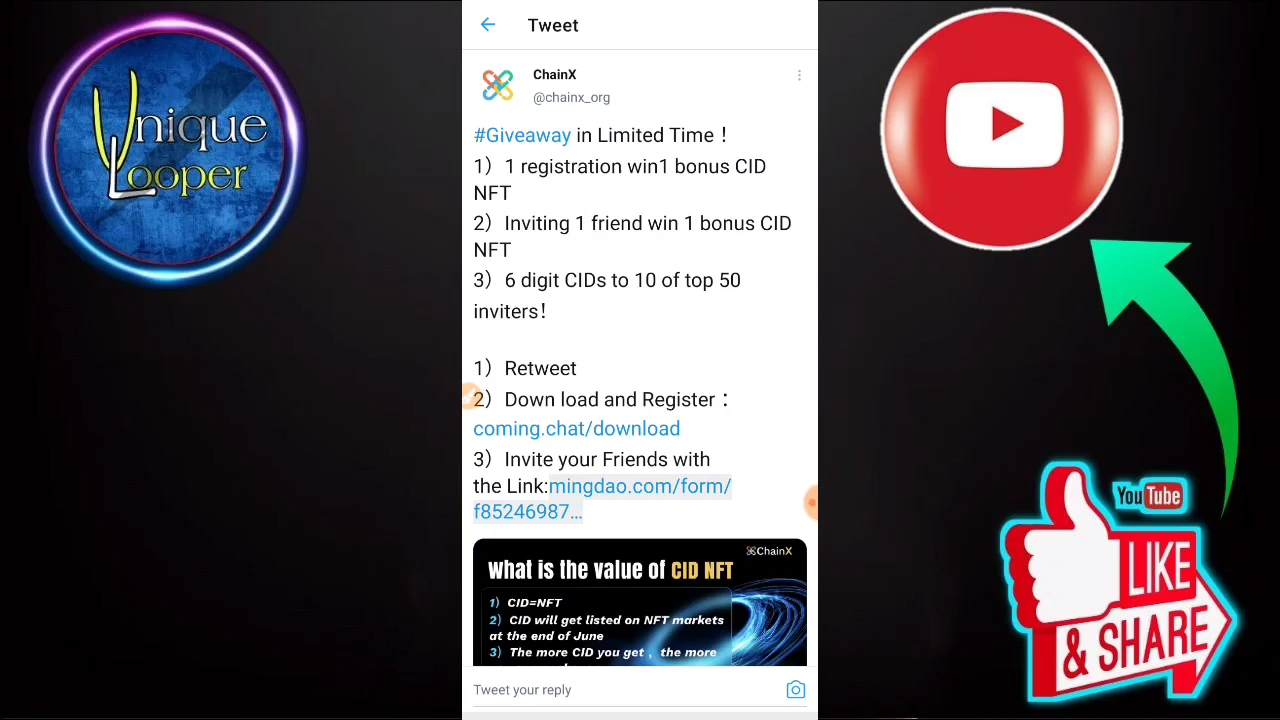 Unique
Looper
Tweet
ChainX
@chainx_org
#Giveaway in Limited Time！
1）1 registration win1 bonus CID
NFT
2）Inviting 1 friend win 1 bonus CID
NFT
3）6 digit CIDs to 10 of top 50
inviters！
1）Retweet
2）Down load and Register：
coming.chat/download
3）Invite your Friends with
the Link:mingdao.com/form/
f85246987…
ChainX
What is the value of CID NFT
1）CID=NFT
2）CID will get listed on NFT markets
at the end of June
3）The more CID you get，the more
Tweet your reply
YouTube
LIKE
& SHARE